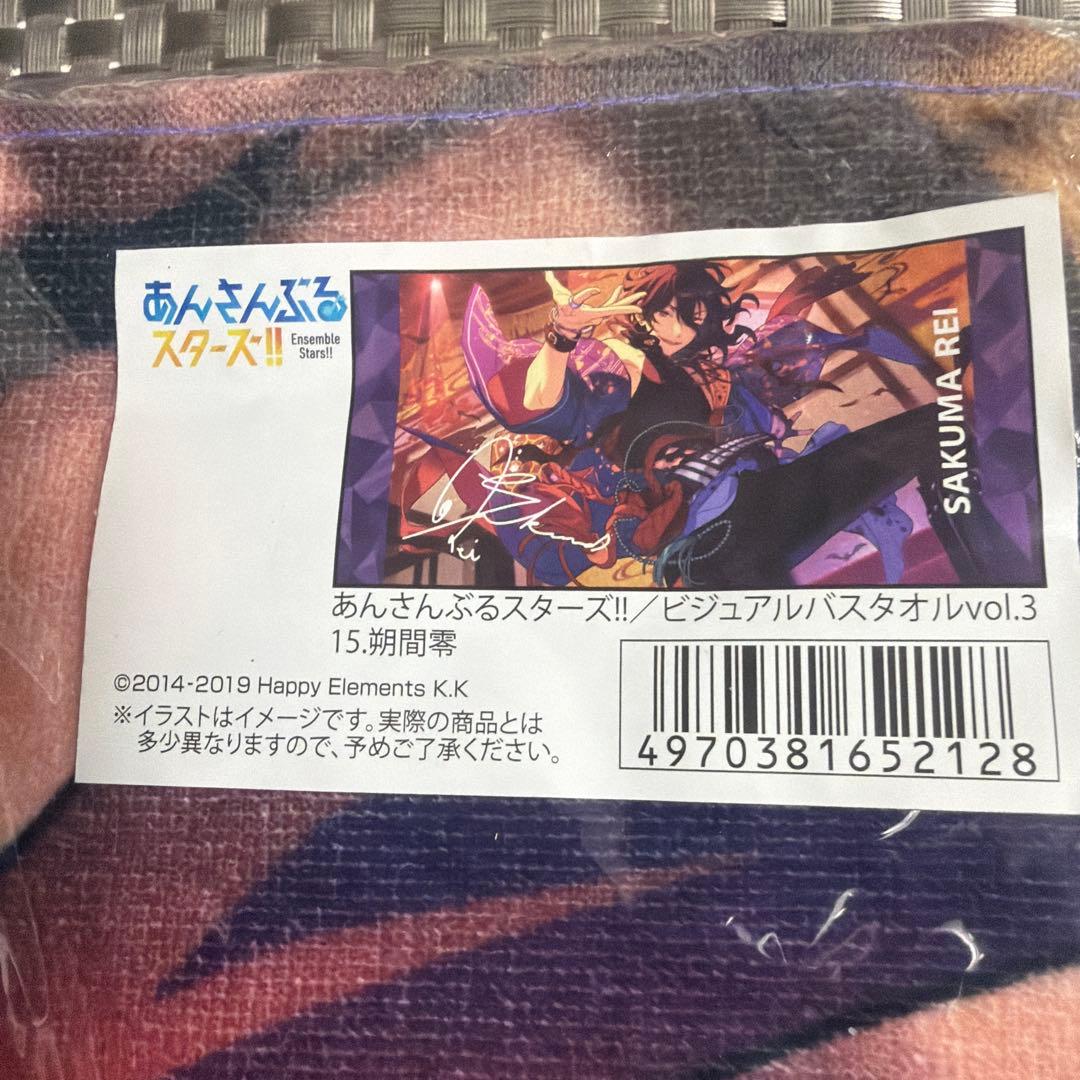 あんさんぶる
スターズ!!
Ensemble
Stars!!
SAKUMA REI
あんさんぶるスターズ!!／ビジュアルバスタオルvol.3
15.朔間零
©2014-2019 Happy Elements K.K
※イラストはイメージです。実際の商品とは
多少異なりますので、予めご了承ください。
4970381652128